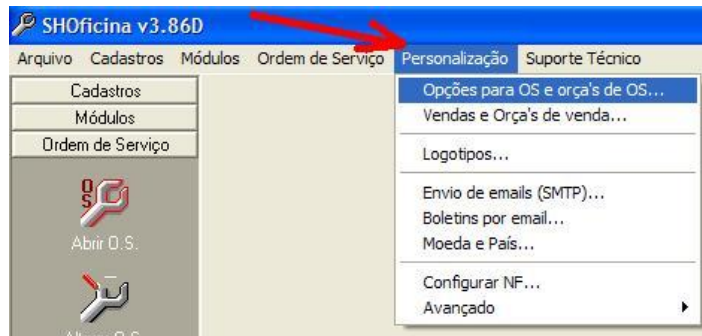 SHOficina v3.86D
Arquivo Cadastros Módulos Ordem de Serviço Personalização Suporte Técnico
Cadastros
Módulos
Ordem de Serviço
OS
Abrir O.S.
Opções para OS e orça's de OS...
Vendas e Orça's de venda...
Logotipos...
Envio de emails (SMTP)...
Boletins por email...
Moeda e País...
Configurar NF...
Avançado